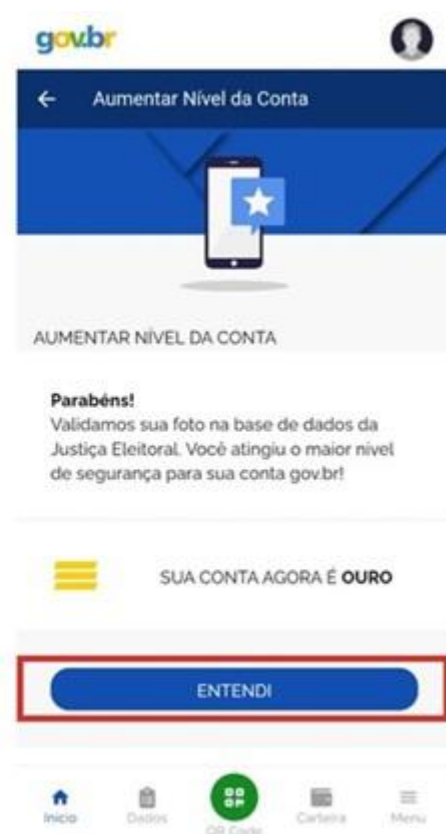 gov.br
Aumentar Nível da Conta
AUMENTAR NÍVEL DA CONTA
Parabéns!
Validamos sua foto na base de dados da
Justiça Eleitoral. Você atingiu o maior nível
de segurança para sua conta gov.br!
SUA CONTA AGORA É OURO
ENTENDI
Início Dados QR Code Carteira Menu